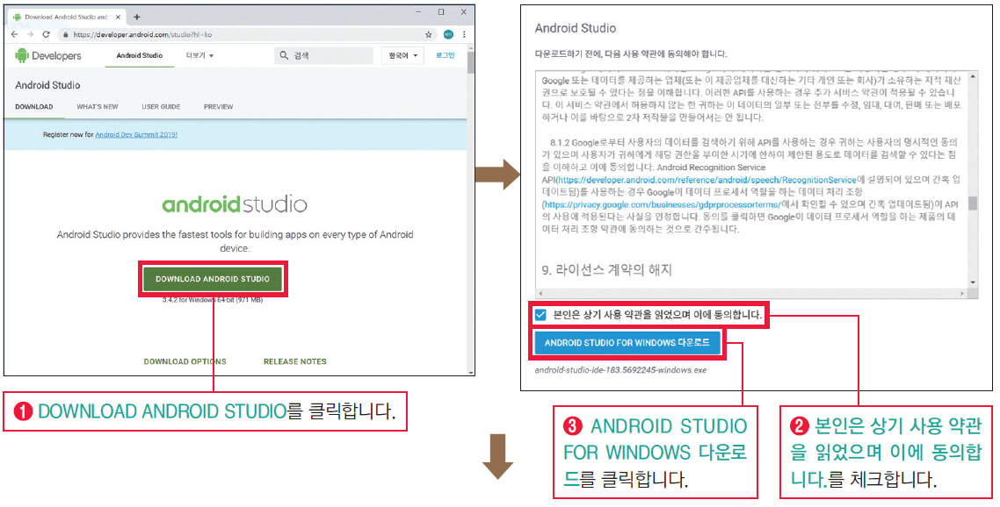 Download Android Studio and
https://developer.android.com/studio?hl=ko
Developers
Android Studio
더보기
검색
한국어
로그인
Android Studio
DOWNLOAD
WHAT'S NEW
USER GUIDE
PREVIEW
Register now for Android Dev Summit 2019!
androidstudio
Android Studio provides the fastest tools for building apps on every type of Android
device.
DOWNLOAD ANDROID STUDIO
3.4.2 for Windows 64-bit (971 MB)
DOWNLOAD OPTIONS
RELEASE NOTES
❶ DOWNLOAD ANDROID STUDIO를 클릭합니다.
Android Studio
다운로드하기 전에, 다음 사용 약관에 동의해야 합니다.
Google 또는 데이터를 제공하는 업체(또는 이 제공업체를 대신하는 기타 개인 또는 회사)가 소유하는 지적 재산
권으로 보호될 수 있다는 점을 이해합니다. 이러한 API를 사용하는 경우 추가 서비스 약관이 적용될 수 있습니
다. 이 서비스 약관에서 허용하지 않는 한 귀하는 이 데이터의 일부 또는 전부를 수정, 임대, 대여, 판매 또는 배포
하거나 이를 바탕으로 2차 저작물을 만들어서는 안 됩니다.
8.1.2 Google로부터 사용자의 데이터를 검색하기 위해 API를 사용하는 경우 귀하는 사용자의 명시적인 동의
가 있으며 사용자가 귀하에게 해당 권한을 부여한 시기에 한하여 제한된 용도로 데이터를 검색할 수 있다는 점
을 이해하고 이에 동의합니다. Android Recognition Service
API(https://developer.android.com/reference/android/speech/RecognitionService에 설명되어 있으며 간혹 업
데이트됨)를 사용하는 경우 Google이 데이터 프로세서 역할을 하는 데이터 처리 조항
(https://privacy.google.com/businesses/gdprprocessorterms/에서 확인할 수 있으며 간혹 업데이트됨)이 API
의 사용에 적용된다는 사실을 인정합니다. 동의를 클릭하면 Google이 데이터 프로세서 역할을 하는 제품의 데
이터 처리 조항 약관에 동의하는 것으로 간주됩니다.
9. 라이선스 계약의 해지
본인은 상기 사용 약관을 읽었으며 이에 동의합니다.
ANDROID STUDIO FOR WINDOWS 다운로드
android-studio-ide-183.5692245-windows.exe
❸ ANDROID STUDIO
FOR WINDOWS 다운로
드를 클릭합니다.
❷ 본인은 상기 사용 약관
을 읽었으며 이에 동의합
니다.를 체크합니다.